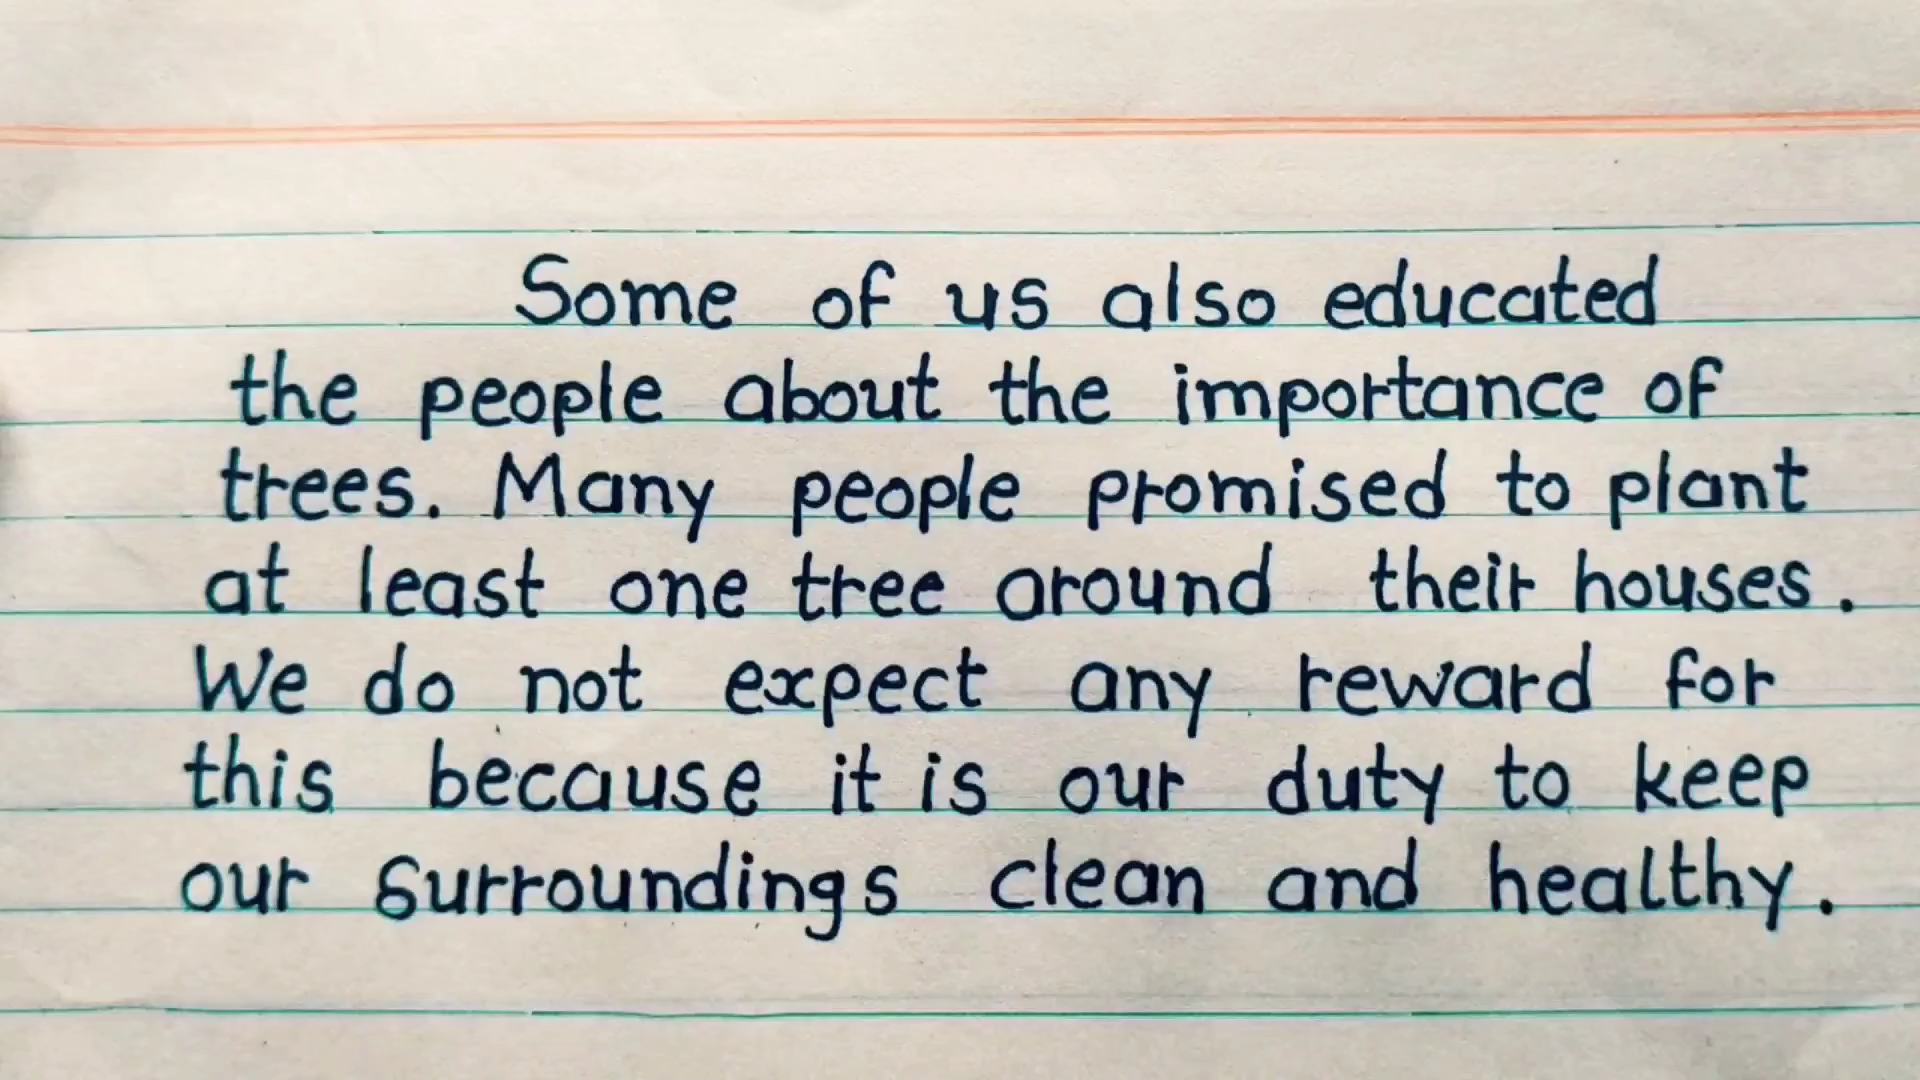 Some of us also educated
the people about the importance of
trees. Many people promised to plant
at least one tree around their houses.
We do not expect any reward for
this because it is our duty to keep
our surroundings clean and healthy.